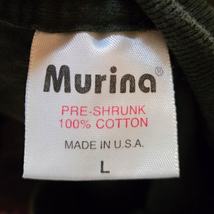 Murina®
PRE-SHRUNK
100% COTTON
MADE IN U.S.A.
L